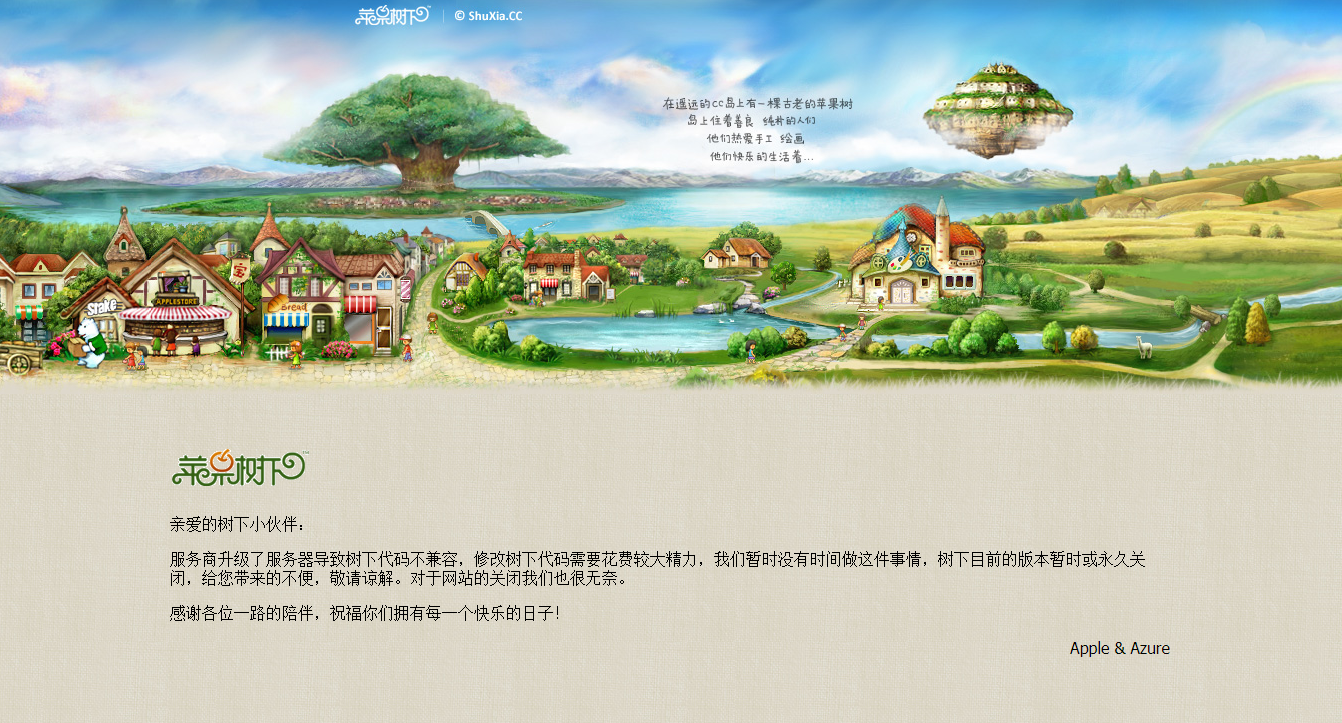 苹果树下 © ShuXia.CC
在遥远的CC岛上有一棵古老的苹果树
岛上住着善良 纯朴的人们
他们热爱手工 绘画
他们快乐的生活着...
寓
Stake
APPLESTORE
Bread
苹果树下
亲爱的树下小伙伴：
服务商升级了服务器导致树下代码不兼容，修改树下代码需要花费较大精力，我们暂时没有时间做这件事情，树下目前的版本暂时或永久关
闭，给您带来的不便，敬请谅解。对于网站的关闭我们也很无奈。
感谢各位一路的陪伴，祝福你们拥有每一个快乐的日子！
Apple & Azure